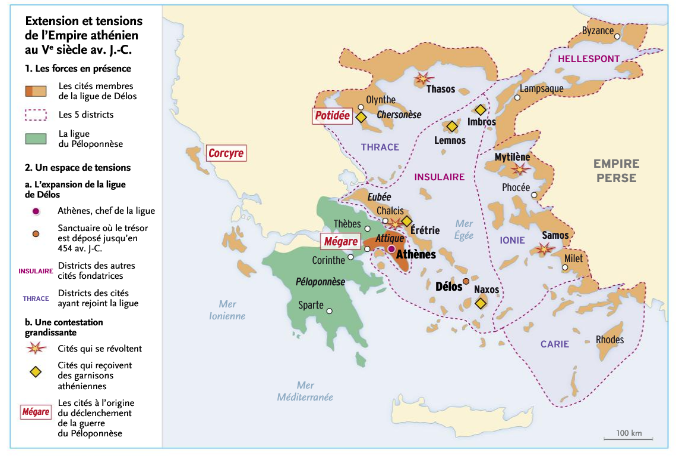 Extension et tensions
de l'Empire athénien
au Vᵉ siècle av. J.-C.
1. Les forces en présence
Les cités membres
de la ligue de Délos
Les 5 districts
La ligue
du Péloponnèse
2. Un espace de tensions
a. L'expansion de la ligue
de Délos
Athènes, chef de la ligue
Sanctuaire où le trésor
est déposé jusqu'en
454 av. J.-C.
INSULAIRE
Districts des autres
cités fondatrices
THRACE
Districts des cités
ayant rejoint la ligue
b. Une contestation
grandissante
Cités qui se révoltent
Cités qui reçoivent
des garnisons
athéniennes
Mégare
Les cités à l'origine
du déclenchement
de la guerre
du Péloponnèse
Byzance
HELLESPONT
Thasos
Lampsaque
Olynthe
Potidée
Chersonèse
Imbros
Lemnos
THRACE
Corcyre
Mytilène
EMPIRE
PERSE
INSULAIRE
Phocée
Eubée
Chalcis
Thèbes
Érétrie
Mer
Égée
Mégare
Attique
IONIE
Samos
Athènes
Corinthe
Milet
Péloponnèse
Délos
Naxos
Sparte
Mer
Ionienne
CARIE
Rhodes
Mer
Méditerranée
100 km